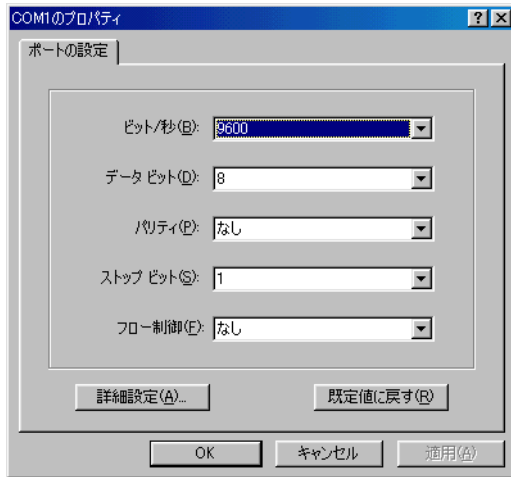 COM1のプロパティ
ポートの設定
ビット/秒(B): 9600
データ ビット(D): 8
パリティ(P): なし
ストップ ビット(S): 1
フロー制御(F): なし
詳細設定(A)... 既定値に戻す(R)
OK キャンセル 適用(A)